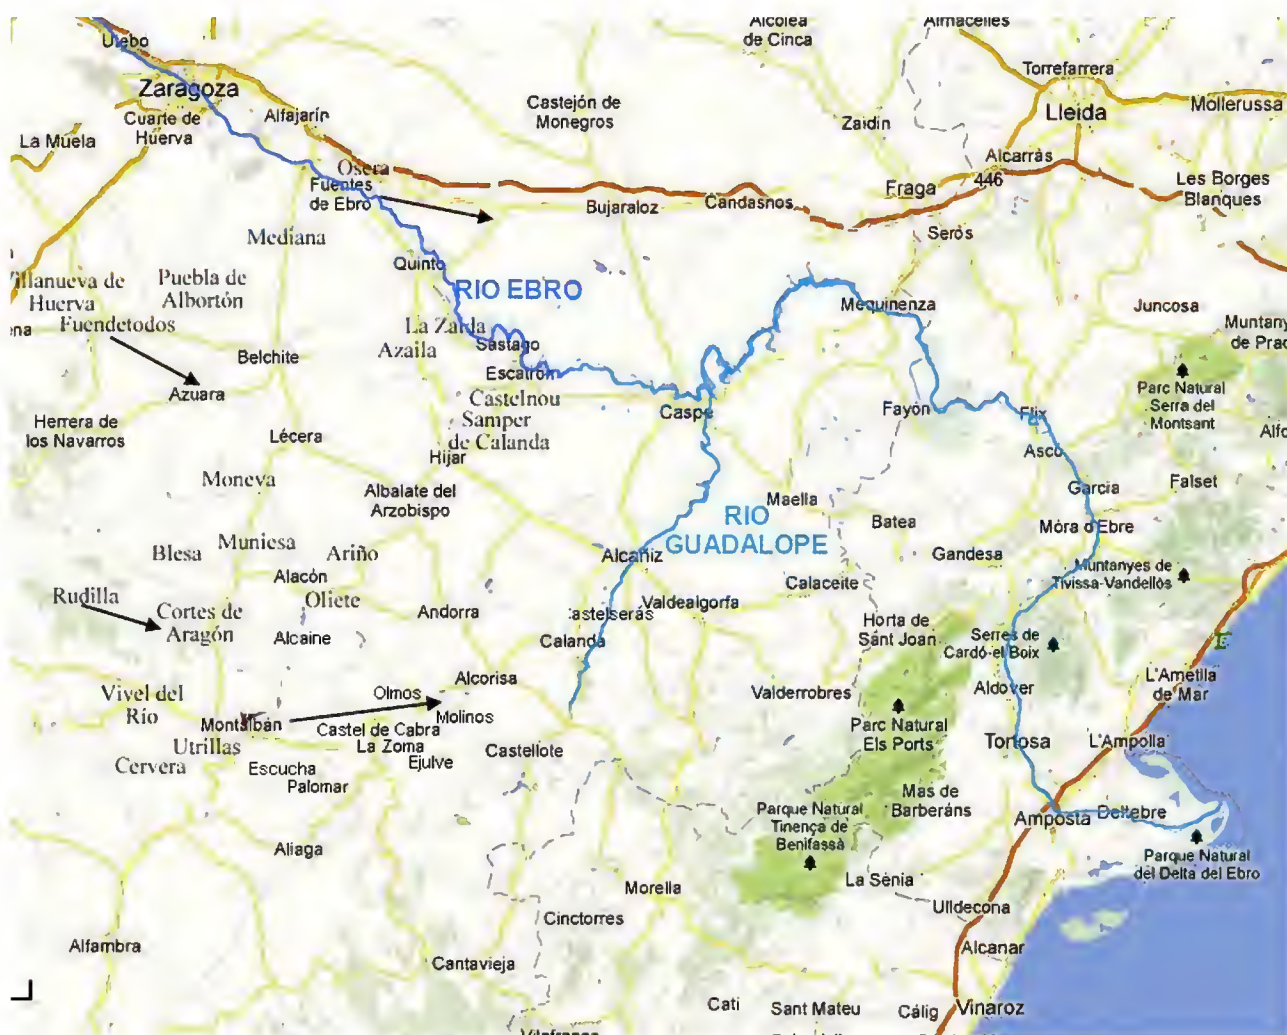 Alcolea
de Cinca
Almacelles
Utebo
Torrefarrera
Zaragoza
Castejón de
Monegros
Mollerussa
Lleida
Cuarte de
Huerva
Alfajarín
Zaidín
La Muela
Alcarràs
Osera
446
Les Borges
Blanques
Fuentes
de Ebro
Fraga
Bujaraloz
Candasnos
Seròs
Mediana
Quinto
Villanueva de
Huerva
Puebla de
Albortón
RIO EBRO
Mequinenza
Juncosa
Fuendetodos
La Zaida
Azaila
Sástago
Belchite
Escatrón
Azuara
Castelnou
Parc Natural
Serra del
Montsant
Caspe
Fayón
Flix
Samper
de Calanda
Herrera de
los Navarros
Lécera
Híjar
Ascó
Moneva
Albalate del
Arzobispo
Maella
Garcia
Falset
RIO
GUADALOPE
Batea
Móra d'Ebre
Blesa
Muniesa
Ariño
Alcañiz
Gandesa
Muntanyes de
Tivissa-Vandellòs
Alacón
Calaceite
Rudilla
Oliete
Valdealgorfa
Cortes de
Aragón
Andorra
Horta de
Sant Joan
Alcaine
Calanda
Serres de
Cardó-el Boix
Alcorisa
Aldover
L'Ametlla
de Mar
Vivel del
Río
Olmos
Valderrobres
Montalbán
Molinos
Parc Natural
Els Ports
Castel de Cabra
Utrillas
La Zoma
Castellote
Tortosa
L'Ampolla
Cervera
Ejulve
Escucha
Palomar
Mas de
Barberáns
Parque Natural
Tinença de
Benifassà
Amposta
Deltebre
Aliaga
Parque Natural
del Delta del Ebro
Morella
La Sénia
Ulldecona
Cinctorres
Alfambra
Alcanar
Cantavieja
Catí
Sant Mateu
Càlig
Vinaroz